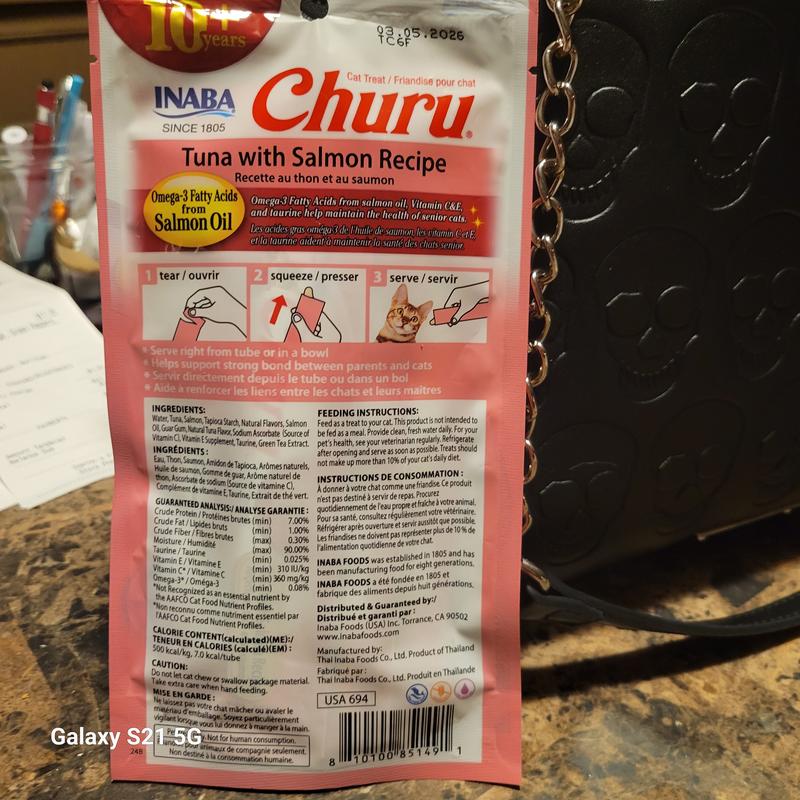 10+
years
03.05.2026
TC6F
Cat Treat / Friandise pour chat
INABA
SINCE 1805
Churu®
Tuna with Salmon Recipe
Recette au thon et au saumon
Omega-3 Fatty Acids
from
Salmon Oil
Omega-3 Fatty Acids from salmon oil, Vitamin C&E,
and taurine help maintain the health of senior cats.
Les acides gras oméga-3 de l'huile de saumon, les vitamin C et E,
et la taurine aident à maintenir la santé des chats senior.
1 tear / ouvrir
2 squeeze / presser
3 serve / servir
* Serve right from tube or in a bowl
* Helps support strong bond between parents and cats
* Servir directement depuis le tube ou dans un bol
* Aide à renforcer les liens entre les chats et leurs maîtres
INGREDIENTS:
Water, Tuna, Salmon, Tapioca Starch, Natural Flavors, Salmon
Oil, Guar Gum, Natural Tuna Flavor, Sodium Ascorbate (Source of
Vitamin C), Vitamin E Supplement, Taurine, Green Tea Extract.
INGRÉDIENTS :
Eau, Thon, Saumon, Amidon de Tapioca, Arômes naturels,
Huile de saumon, Gomme de guar, Arôme naturel de
thon, Ascorbate de sodium (Source de vitamine C),
Complément de vitamine E, Taurine, Extrait de thé vert.
GUARANTEED ANALYSIS/ ANALYSE GARANTIE :
Crude Protein / Protéines brutes (min) 7.00%
Crude Fat / Lipides bruts (min) 1.00%
Crude Fiber / Fibres brutes (max) 0.30%
Moisture / Humidité (max) 90.00%
Taurine / Taurine (min) 0.025%
Vitamin E / Vitamine E (min) 310 IU/kg
Vitamin C* / Vitamine C (min) 360 mg/kg
Omega-3* / Oméga-3 (min) 0.08%
*Not Recognized as an essential nutrient by
the AAFCO Cat Food Nutrient Profiles.
*Non reconnu comme nutriment essentiel par
l'AAFCO Cat Food Nutrient Profiles.
CALORIE CONTENT(calculated)(ME):/
TENEUR EN CALORIES (calculé)(EM) :
500 kcal/kg, 7.0 kcal/tube
CAUTION:
Do not let cat chew or swallow package material.
Take extra care when hand feeding.
MISE EN GARDE :
Ne laissez pas votre chat mâcher ou avaler le
matériau d'emballage. Soyez particulièrement
vigilant lorsque vous lui donnez à manger à la main.
Not for human consumption.
pour animaux de compagnie seulement.
Non destiné à la consommation humaine.
24B
FEEDING INSTRUCTIONS:
Feed as a treat to your cat. This product is not intended to
be fed as a meal. Provide clean, fresh water daily. For your
pet's health, see your veterinarian regularly. Refrigerate
after opening and serve as soon as possible. Treats should
not make up more than 10% of your cat's daily diet.
INSTRUCTIONS DE CONSOMMATION :
À donner à votre chat comme une friandise. Ce produit
n'est pas destiné à servir de repas. Procurez
quotidiennement de l'eau propre et fraîche à votre animal.
Pour sa santé, consultez régulièrement votre vétérinaire.
Réfrigérer après ouverture et servir aussitôt que possible.
Les friandises ne doivent pas représenter plus de 10 % de
l'alimentation quotidienne de votre chat.
INABA FOODS was established in 1805 and has
been manufacturing food for eight generations.
INABA FOODS a été fondée en 1805 et
fabrique des aliments depuis huit générations.
Distributed & Guaranteed by:/
Distribué et garanti par :
Inaba Foods (USA) Inc. Torrance, CA 90502
www.inabafoods.com
Manufactured by:
Thai Inaba Foods Co., Ltd. Product of Thailand
Fabriqué par :
Thai Inaba Foods Co., Ltd. Produit en Thaïlande
USA 694
8 10100 85149 1
Galaxy S21 5G